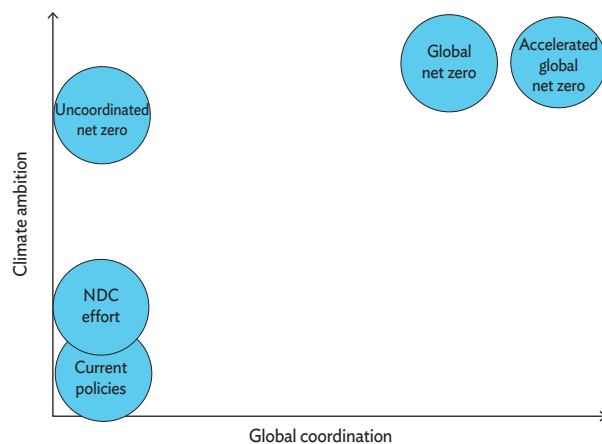 Climate ambition
Global
net zero
Accelerated
global
net zero
Uncoordinated
net zero
NDC
effort
Current
policies
Global coordination